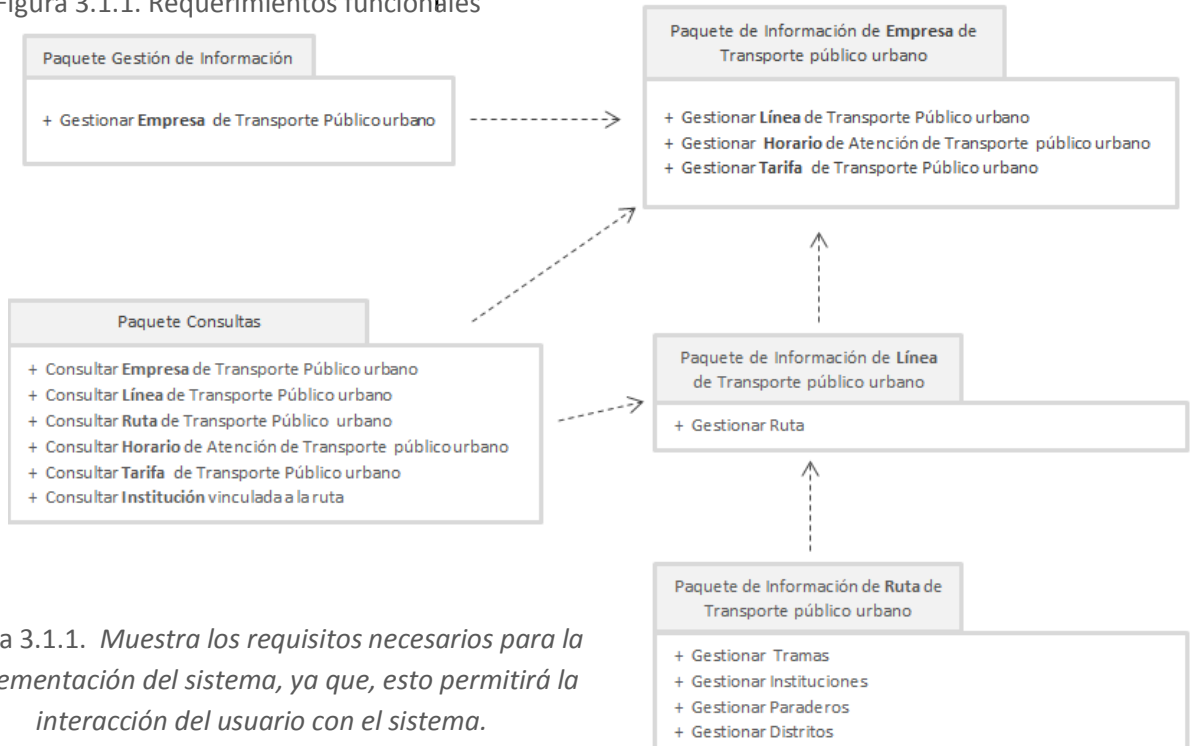 Figura 3.1.1. Requerimientos funcionales
Paquete Gestión de Información
+ Gestionar Empresa de Transporte Público urbano
Paquete de Información de Empresa de
Transporte público urbano
+ Gestionar Línea de Transporte Público urbano
+ Gestionar Horario de Atención de Transporte público urbano
+ Gestionar Tarifa de Transporte Público urbano
Paquete Consultas
+ Consultar Empresa de Transporte Público urbano
+ Consultar Línea de Transporte Público urbano
+ Consultar Ruta de Transporte Público urbano
+ Consultar Horario de Atención de Transporte público urbano
+ Consultar Tarifa de Transporte Público urbano
+ Consultar Institución vinculada a la ruta
Paquete de Información de Línea
de Transporte público urbano
+ Gestionar Ruta
Paquete de Información de Ruta de
Transporte público urbano
+ Gestionar Tramas
+ Gestionar Instituciones
+ Gestionar Paraderos
+ Gestionar Distritos
a 3.1.1. Muestra los requisitos necesarios para la
ementación del sistema, ya que, esto permitirá la
interacción del usuario con el sistema.